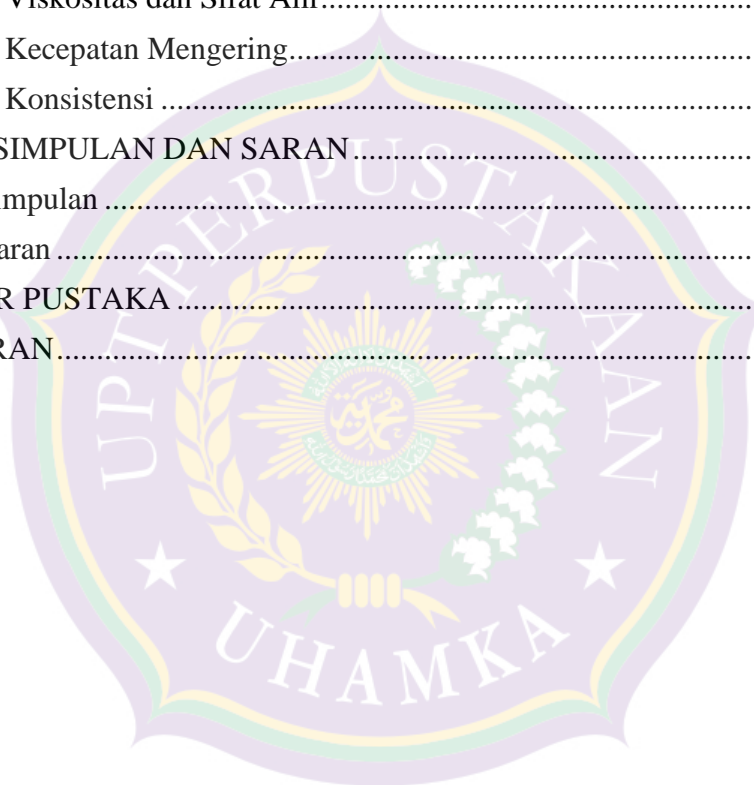 Viskositas dan Sifat Alir........................................................
Kecepatan Mengering........................................................
Konsistensi ........................................................
SIMPULAN DAN SARAN........................................................
mpulan ........................................................
aran ........................................................
R PUSTAKA ........................................................
RAN........................................................
UPT PERPUSTAKAAN
UHAMKA